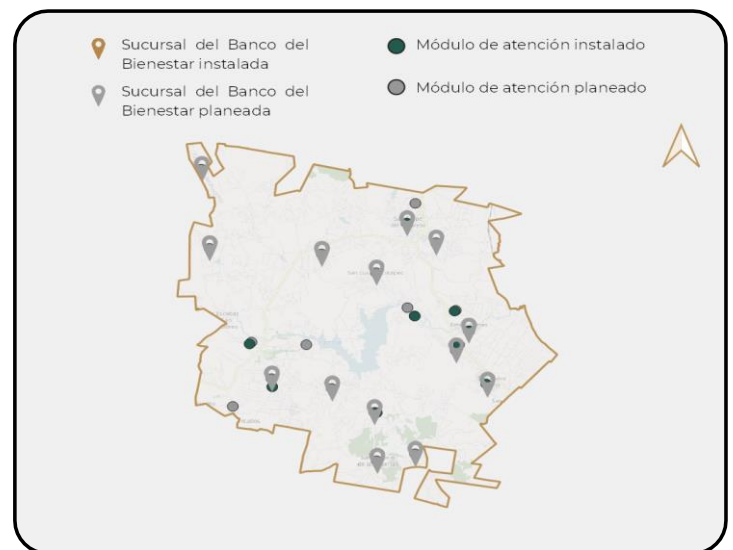 Sucursal del Banco del
Bienestar instalada
Sucursal del Banco del
Bienestar planeada
Módulo de atención instalado
Módulo de atención planeado